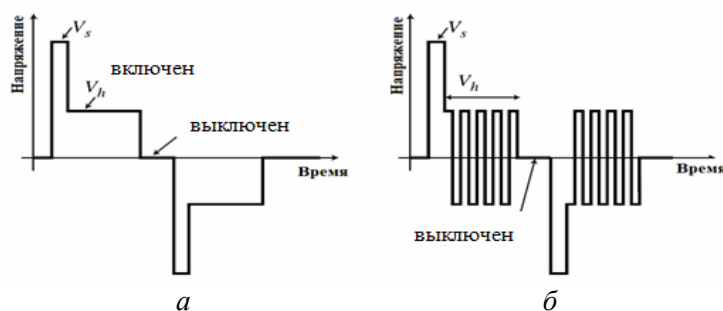 Напряжение
V_s
включен
V_h
выключен
Время
а
Напряжение
V_s
V_h
Время
выключен
б